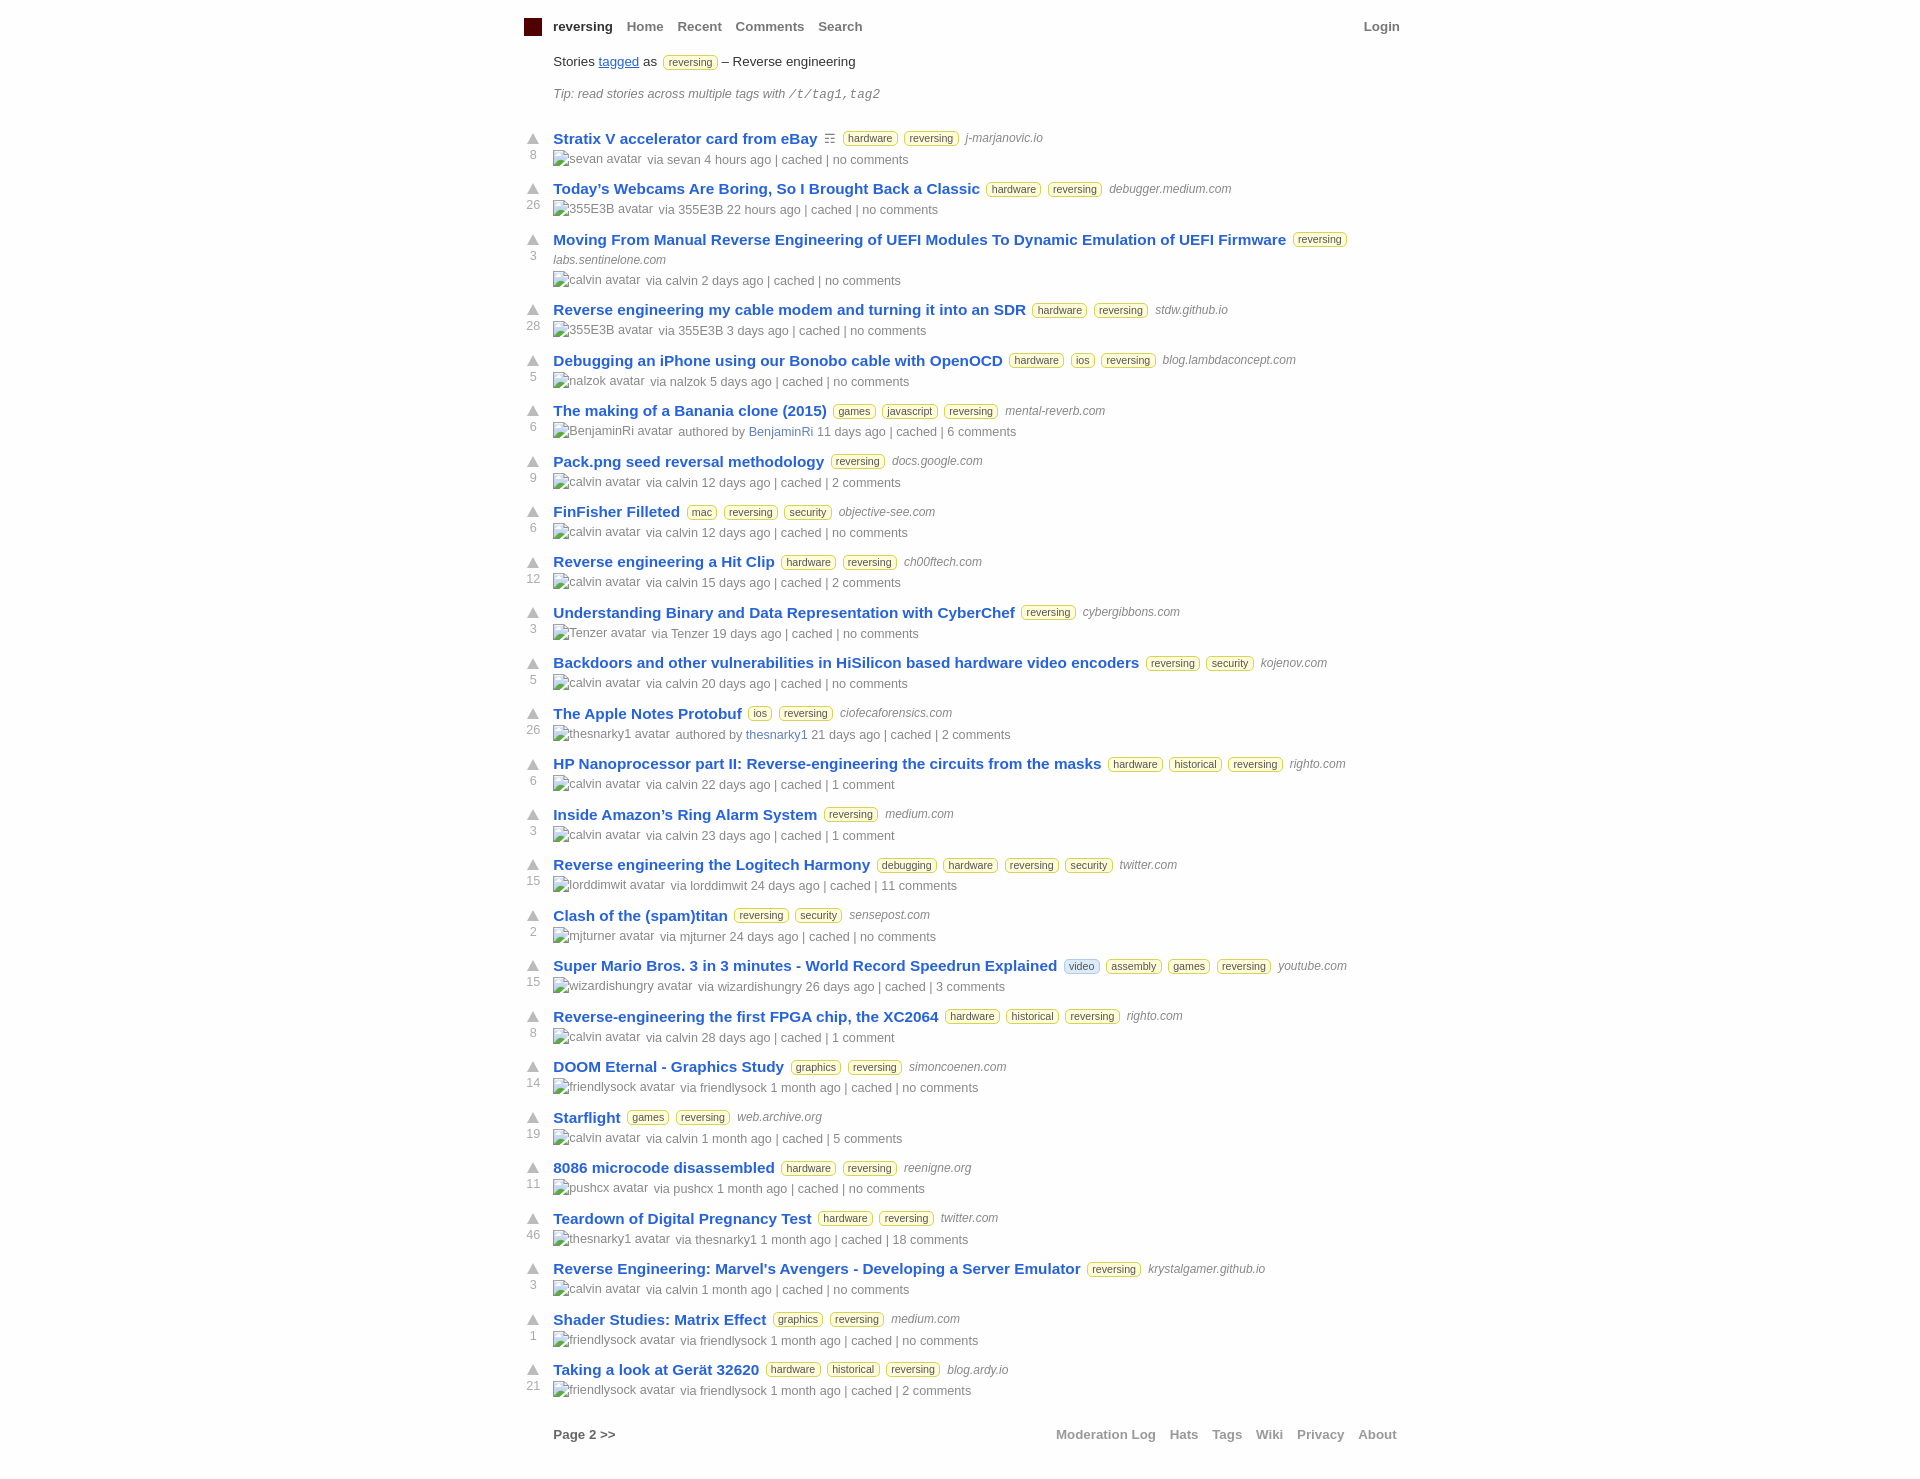 reversing Home Recent Comments Search Login
Stories tagged as reversing – Reverse engineering
Tip: read stories across multiple tags with /t/tag1,tag2
Stratix V accelerator card from eBay ☶ hardware reversing j-marjanovic.io
8
sevan avatar via sevan 4 hours ago | cached | no comments
Today’s Webcams Are Boring, So I Brought Back a Classic hardware reversing debugger.medium.com
26
355E3B avatar via 355E3B 22 hours ago | cached | no comments
Moving From Manual Reverse Engineering of UEFI Modules To Dynamic Emulation of UEFI Firmware reversing
3
labs.sentinelone.com
calvin avatar via calvin 2 days ago | cached | no comments
Reverse engineering my cable modem and turning it into an SDR hardware reversing stdw.github.io
28
355E3B avatar via 355E3B 3 days ago | cached | no comments
Debugging an iPhone using our Bonobo cable with OpenOCD hardware ios reversing blog.lambdaconcept.com
5
nalzok avatar via nalzok 5 days ago | cached | no comments
The making of a Banania clone (2015) games javascript reversing mental-reverb.com
6
BenjaminRi avatar authored by BenjaminRi 11 days ago | cached | 6 comments
Pack.png seed reversal methodology reversing docs.google.com
9
calvin avatar via calvin 12 days ago | cached | 2 comments
FinFisher Filleted mac reversing security objective-see.com
6
calvin avatar via calvin 12 days ago | cached | no comments
Reverse engineering a Hit Clip hardware reversing ch00ftech.com
12
calvin avatar via calvin 15 days ago | cached | 2 comments
Understanding Binary and Data Representation with CyberChef reversing cybergibbons.com
3
Tenzer avatar via Tenzer 19 days ago | cached | no comments
Backdoors and other vulnerabilities in HiSilicon based hardware video encoders reversing security kojenov.com
5
calvin avatar via calvin 20 days ago | cached | no comments
The Apple Notes Protobuf ios reversing ciofecaforensics.com
26
thesnarky1 avatar authored by thesnarky1 21 days ago | cached | 2 comments
HP Nanoprocessor part II: Reverse-engineering the circuits from the masks hardware historical reversing righto.com
6
calvin avatar via calvin 22 days ago | cached | 1 comment
Inside Amazon’s Ring Alarm System reversing medium.com
3
calvin avatar via calvin 23 days ago | cached | 1 comment
Reverse engineering the Logitech Harmony debugging hardware reversing security twitter.com
15
lorddimwit avatar via lorddimwit 24 days ago | cached | 11 comments
Clash of the (spam)titan reversing security sensepost.com
2
mjturner avatar via mjturner 24 days ago | cached | no comments
Super Mario Bros. 3 in 3 minutes - World Record Speedrun Explained video assembly games reversing youtube.com
15
wizardishungry avatar via wizardishungry 26 days ago | cached | 3 comments
Reverse-engineering the first FPGA chip, the XC2064 hardware historical reversing righto.com
8
calvin avatar via calvin 28 days ago | cached | 1 comment
DOOM Eternal - Graphics Study graphics reversing simoncoenen.com
14
friendlysock avatar via friendlysock 1 month ago | cached | no comments
Starflight games reversing web.archive.org
19
calvin avatar via calvin 1 month ago | cached | 5 comments
8086 microcode disassembled hardware reversing reenigne.org
11
pushcx avatar via pushcx 1 month ago | cached | no comments
Teardown of Digital Pregnancy Test hardware reversing twitter.com
46
thesnarky1 avatar via thesnarky1 1 month ago | cached | 18 comments
Reverse Engineering: Marvel's Avengers - Developing a Server Emulator reversing krystalgamer.github.io
3
calvin avatar via calvin 1 month ago | cached | no comments
Shader Studies: Matrix Effect graphics reversing medium.com
1
friendlysock avatar via friendlysock 1 month ago | cached | no comments
Taking a look at Gerät 32620 hardware historical reversing blog.ardy.io
21
friendlysock avatar via friendlysock 1 month ago | cached | 2 comments
Page 2 >> Moderation Log Hats Tags Wiki Privacy About